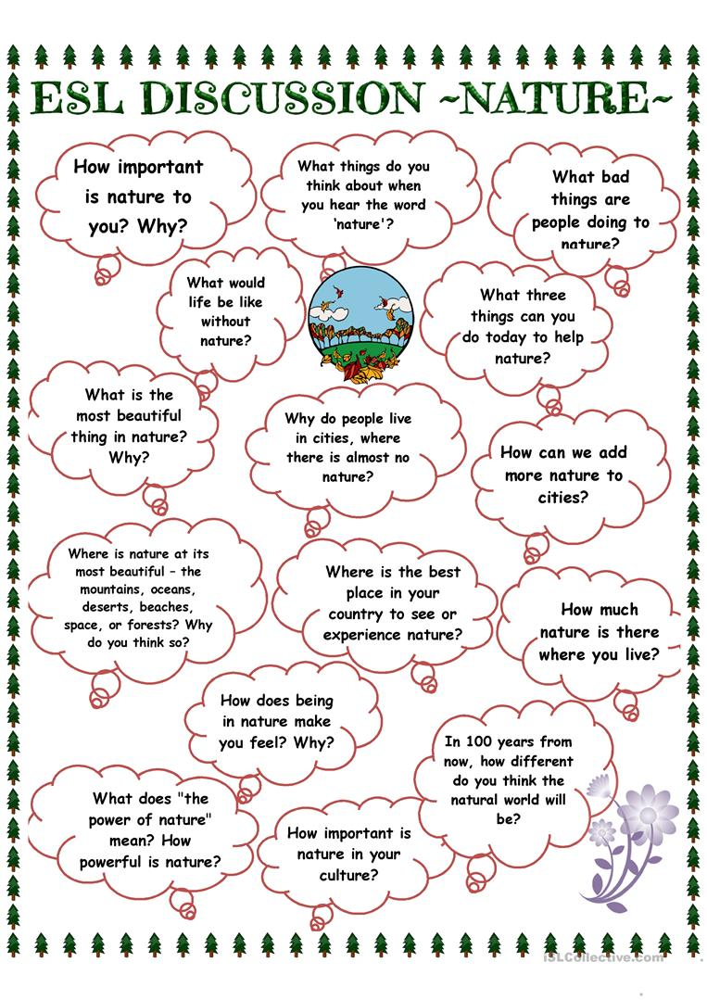 ESL DISCUSSION ~NATURE~
How important
is nature to
you? Why?
What things do you
think about when
you hear the word
‘nature'?
What bad
things are
people doing to
nature?
What would
life be like
without
nature?
What three
things can you
do today to help
nature?
What is the
most beautiful
thing in nature?
Why?
Why do people live
in cities, where
there is almost no
nature?
How can we add
more nature to
cities?
Where is nature at its
most beautiful – the
mountains, oceans,
deserts, beaches,
space, or forests? Why
do you think so?
Where is the best
place in your
country to see or
experience nature?
How much
nature is there
where you live?
How does being
in nature make
you feel? Why?
In 100 years from
now, how different
do you think the
natural world will
be?
What does "the
power of nature"
mean? How
powerful is nature?
How important is
nature in your
culture?
iSLCollective.com